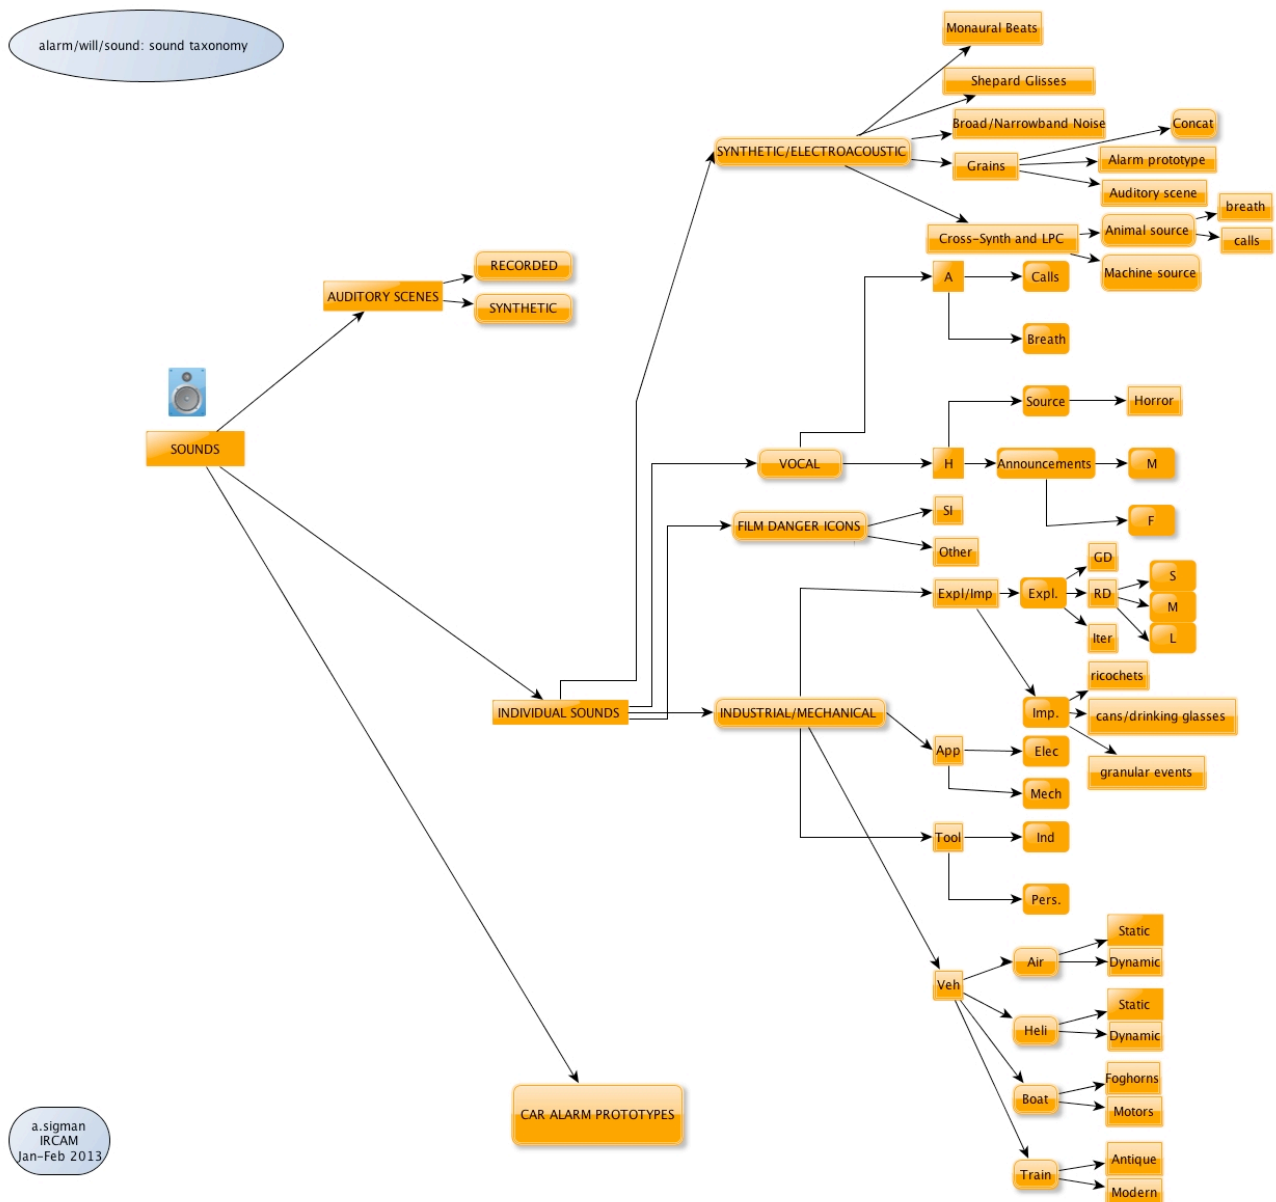 alarm/will/sound: sound taxonomy
Monaural Beats
Shepard Glisses
Broad/Narrowband Noise
Concat
SYNTHETIC/ELECTROACOUSTIC
Grains
Alarm prototype
Auditory scene
breath
Cross-Synth and LPC
Animal source
calls
Machine source
RECORDED
AUDITORY SCENES
SYNTHETIC
A
Calls
Breath
SOUNDS
Source
Horror
VOCAL
H
Announcements
M
F
FILM DANGER ICONS
SI
Other
GD
Expl/Imp
Expl.
RD
S
M
L
Iter
ricochets
INDIVIDUAL SOUNDS
INDUSTRIAL/MECHANICAL
Imp.
cans/drinking glasses
granular events
App
Elec
Mech
Tool
Ind
Pers.
Static
Air
Dynamic
Veh
Static
Heli
Dynamic
Foghorns
Boat
Motors
CAR ALARM PROTOTYPES
Antique
Train
Modern
a.sigman
IRCAM
Jan-Feb 2013